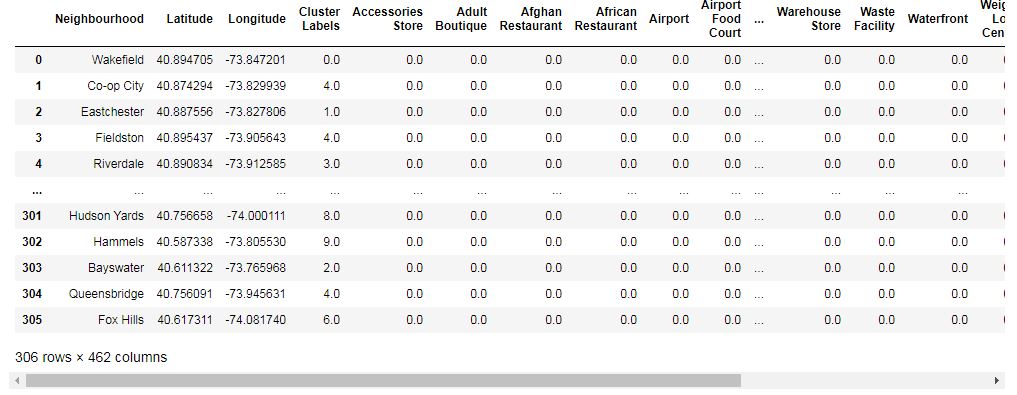 Neighbourhood Latitude Longitude Cluster Labels Accessories Store Adult Boutique Afghan Restaurant African Restaurant Airport Airport Food Court ... Warehouse Store Waste Facility Waterfront
0 Wakefield 40.894705 -73.847201 0.0 0.0 0.0 0.0 0.0 0.0 0.0 ... 0.0 0.0 0.0
1 Co-op City 40.874294 -73.829939 4.0 0.0 0.0 0.0 0.0 0.0 0.0 ... 0.0 0.0 0.0
2 Eastchester 40.887556 -73.827806 1.0 0.0 0.0 0.0 0.0 0.0 0.0 ... 0.0 0.0 0.0
3 Fieldston 40.895437 -73.905643 4.0 0.0 0.0 0.0 0.0 0.0 0.0 ... 0.0 0.0 0.0
4 Riverdale 40.890834 -73.912585 3.0 0.0 0.0 0.0 0.0 0.0 0.0 ... 0.0 0.0 0.0
... ... ... ... ... ... ... ... ... ... ... ... ... ... ...
301 Hudson Yards 40.756658 -74.000111 8.0 0.0 0.0 0.0 0.0 0.0 0.0 ... 0.0 0.0 0.0
302 Hammels 40.587338 -73.805530 9.0 0.0 0.0 0.0 0.0 0.0 0.0 ... 0.0 0.0 0.0
303 Bayswater 40.611322 -73.765968 2.0 0.0 0.0 0.0 0.0 0.0 0.0 ... 0.0 0.0 0.0
304 Queensbridge 40.756091 -73.945631 4.0 0.0 0.0 0.0 0.0 0.0 0.0 ... 0.0 0.0 0.0
305 Fox Hills 40.617311 -74.081740 6.0 0.0 0.0 0.0 0.0 0.0 0.0 ... 0.0 0.0 0.0
306 rows × 462 columns